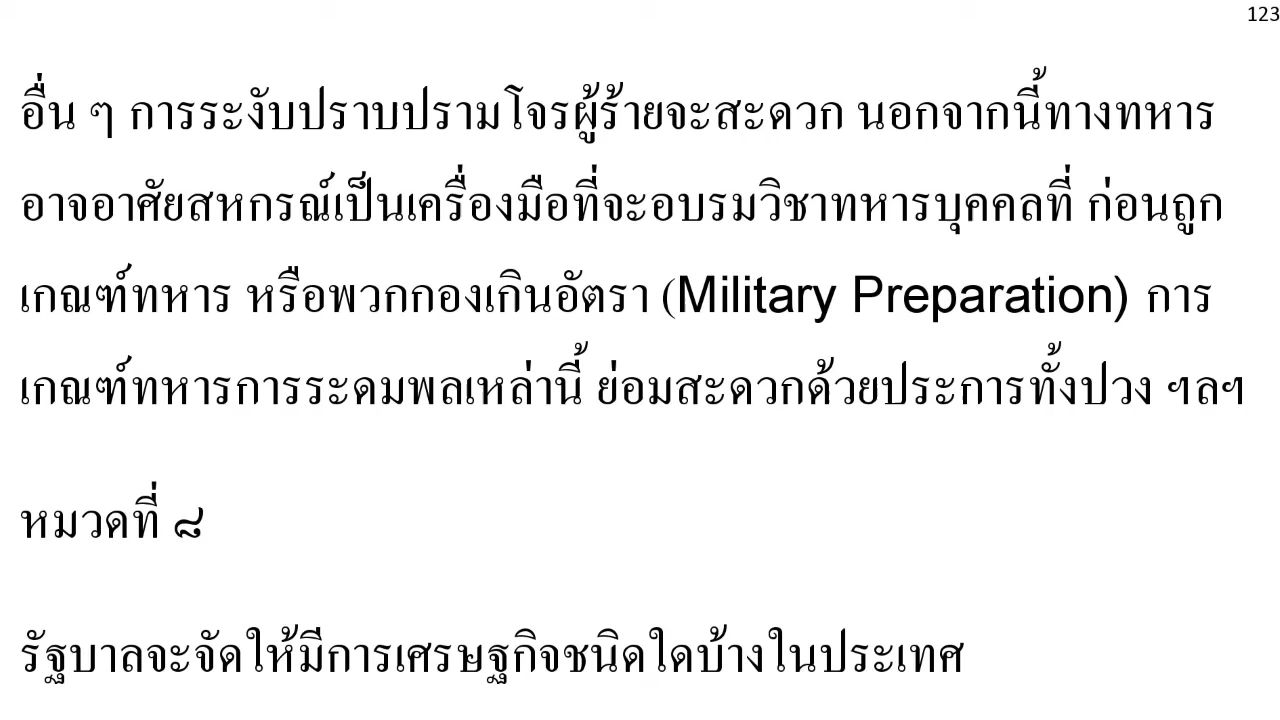 123
อื่น ๆ การระงับปราบปรามโจรผู้ร้ายจะสะดวก นอกจากนี้ทางทหาร
อาจอาศัยสหกรณ์เป็นเครื่องมือที่จะอบรมวิชาทหารบุคคลที่ ก่อนถูก
เกณฑ์ทหาร หรือพวกกองเกินอัตรา (Military Preparation) การ
เกณฑ์ทหารการระดมพลเหล่านี้ ย่อมสะดวกด้วยประการทั้งปวง ฯลฯ
หมวดที่ ๘
รัฐบาลจะจัดให้มีการเศรษฐกิจชนิดใดบ้างในประเทศ